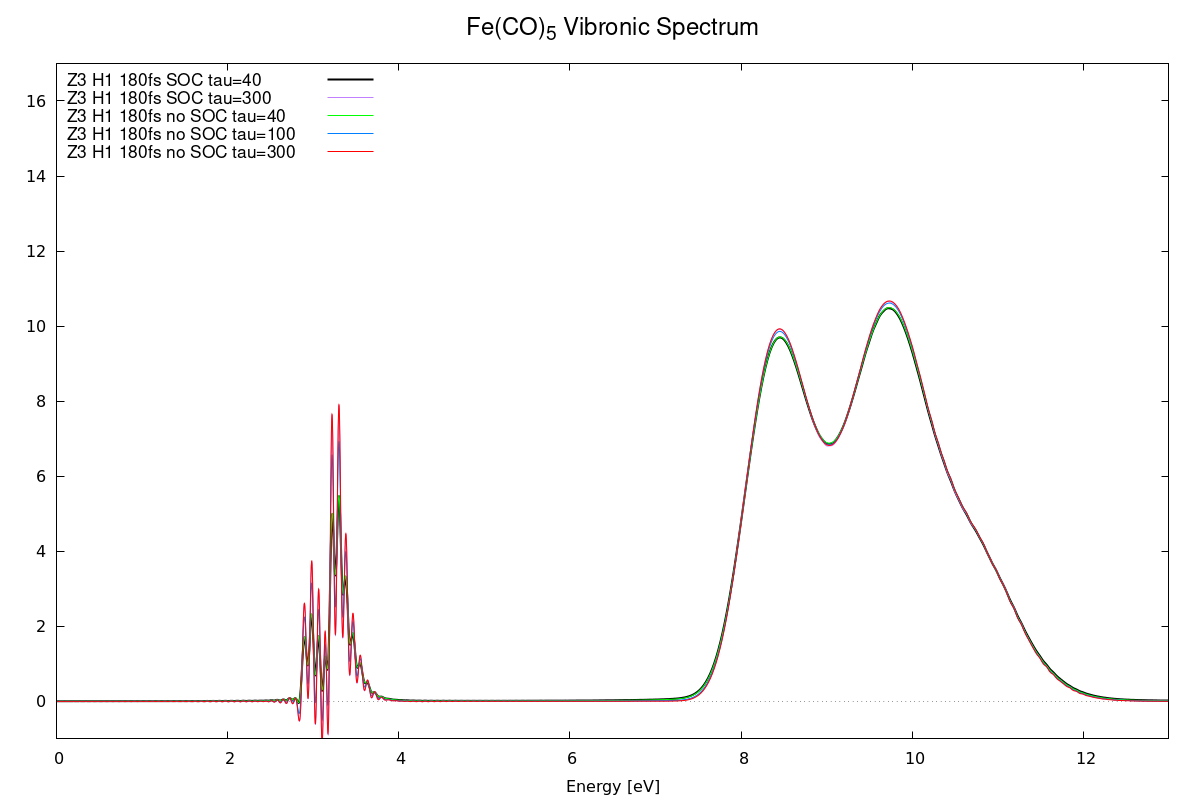 Fe(CO)5 Vibronic Spectrum
Z3 H1 180fs SOC tau=40
Z3 H1 180fs SOC tau=300
Z3 H1 180fs no SOC tau=40
Z3 H1 180fs no SOC tau=100
Z3 H1 180fs no SOC tau=300
16
14
12
10
8
6
4
2
0
0 2 4 6 8 10 12
Energy [eV]